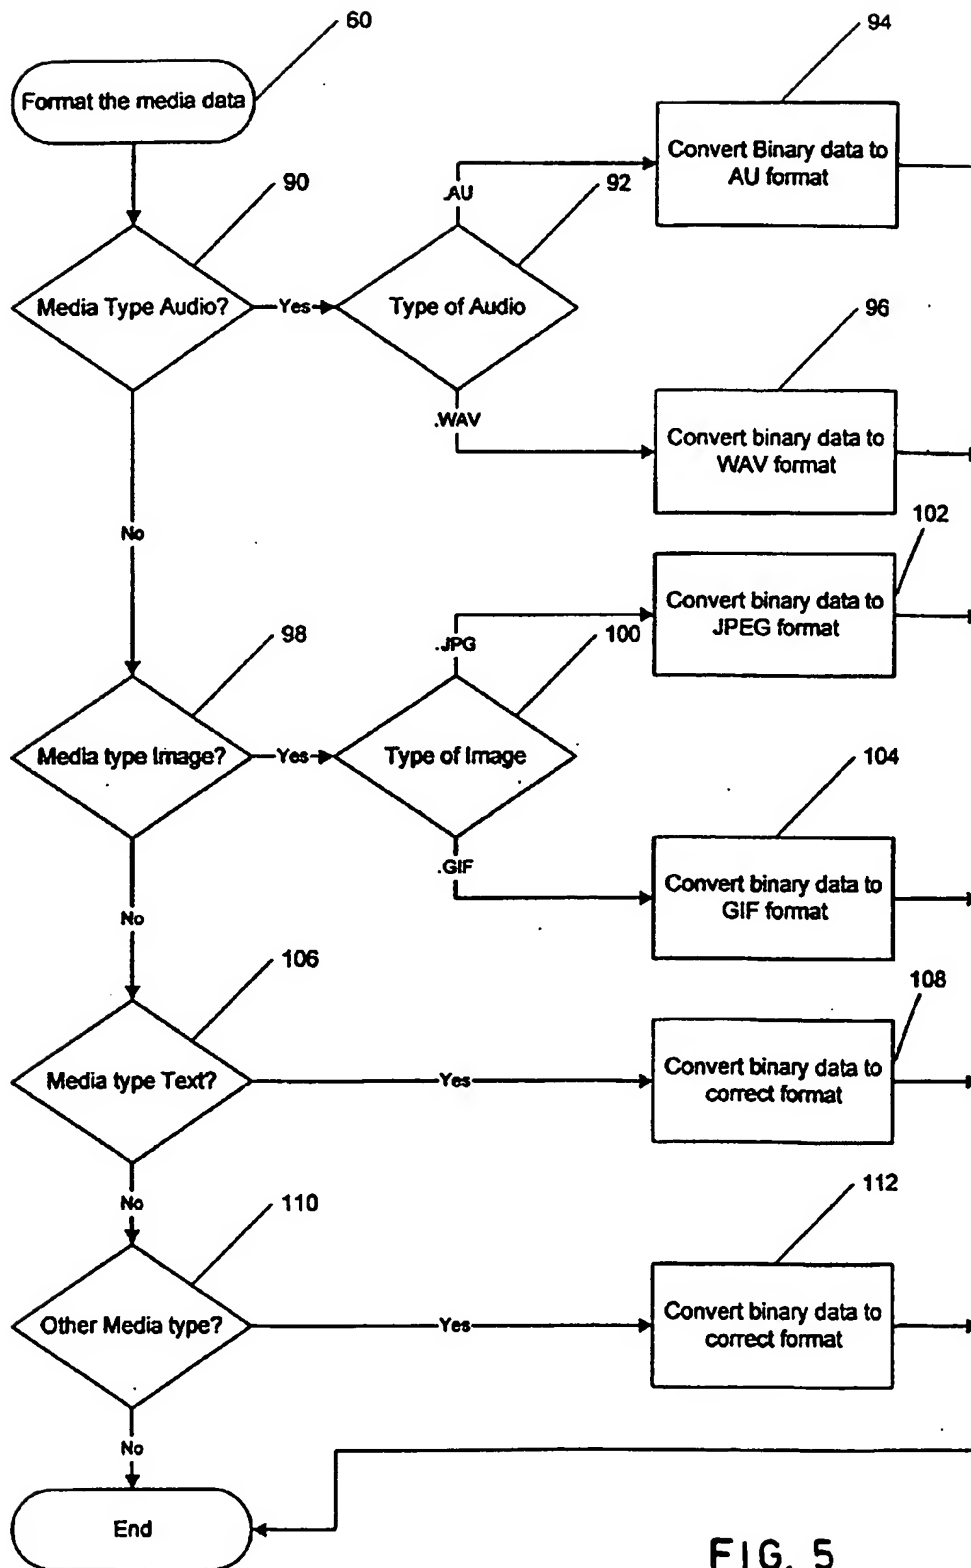 60
94
Format the media data
Convert Binary data to
AU format
90
.AU
92
Media Type Audio?
Yes
Type of Audio
96
.WAV
Convert binary data to
WAV format
No
102
Convert binary data to
JPEG format
98
.JPG
100
Media type Image?
Yes
Type of Image
104
.GIF
Convert binary data to
GIF format
No
106
108
Media type Text?
Yes
Convert binary data to
correct format
No
110
112
Other Media type?
Yes
Convert binary data to
correct format
No
End
FIG. 5